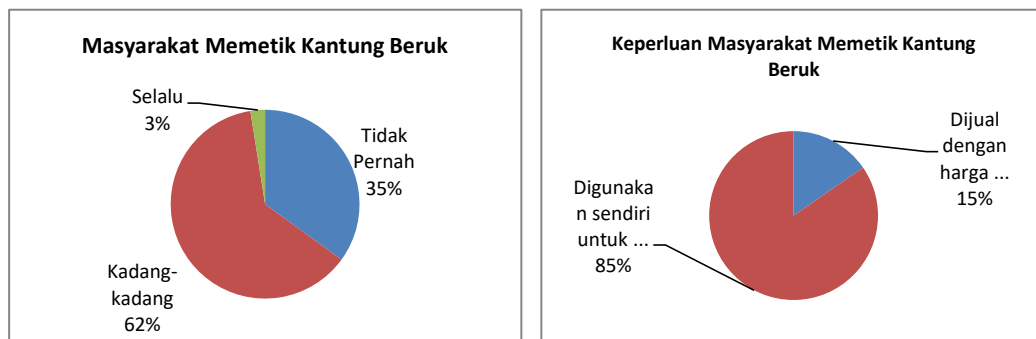 Masyarakat Memetik Kantung Beruk
Selalu
3%
Tidak
Pernah
35%
Kadang-
kadang
62%
Keperluan Masyarakat Memetik Kantung
Beruk
Dijual
dengan
harga ...
15%
Digunaka
n sendiri
untuk ...
85%